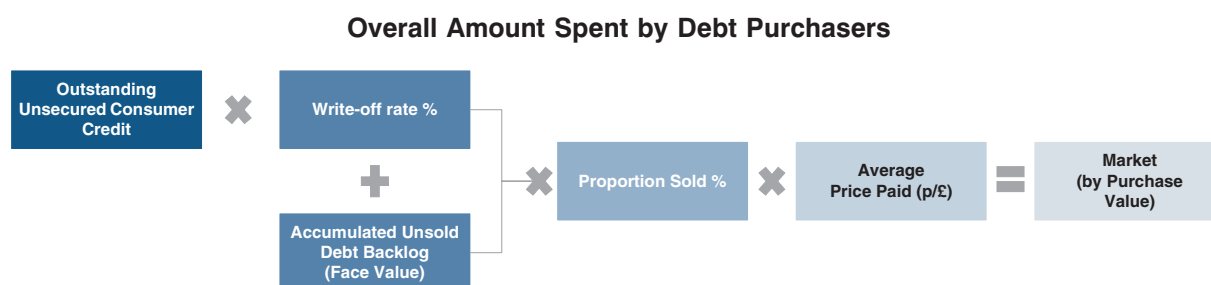 Overall Amount Spent by Debt Purchasers
Outstanding
Unsecured Consumer
Credit
Write-off rate %
Accumulated Unsold
Debt Backlog
(Face Value)
Proportion Sold %
Average
Price Paid (p/£)
Market
(by Purchase
Value)